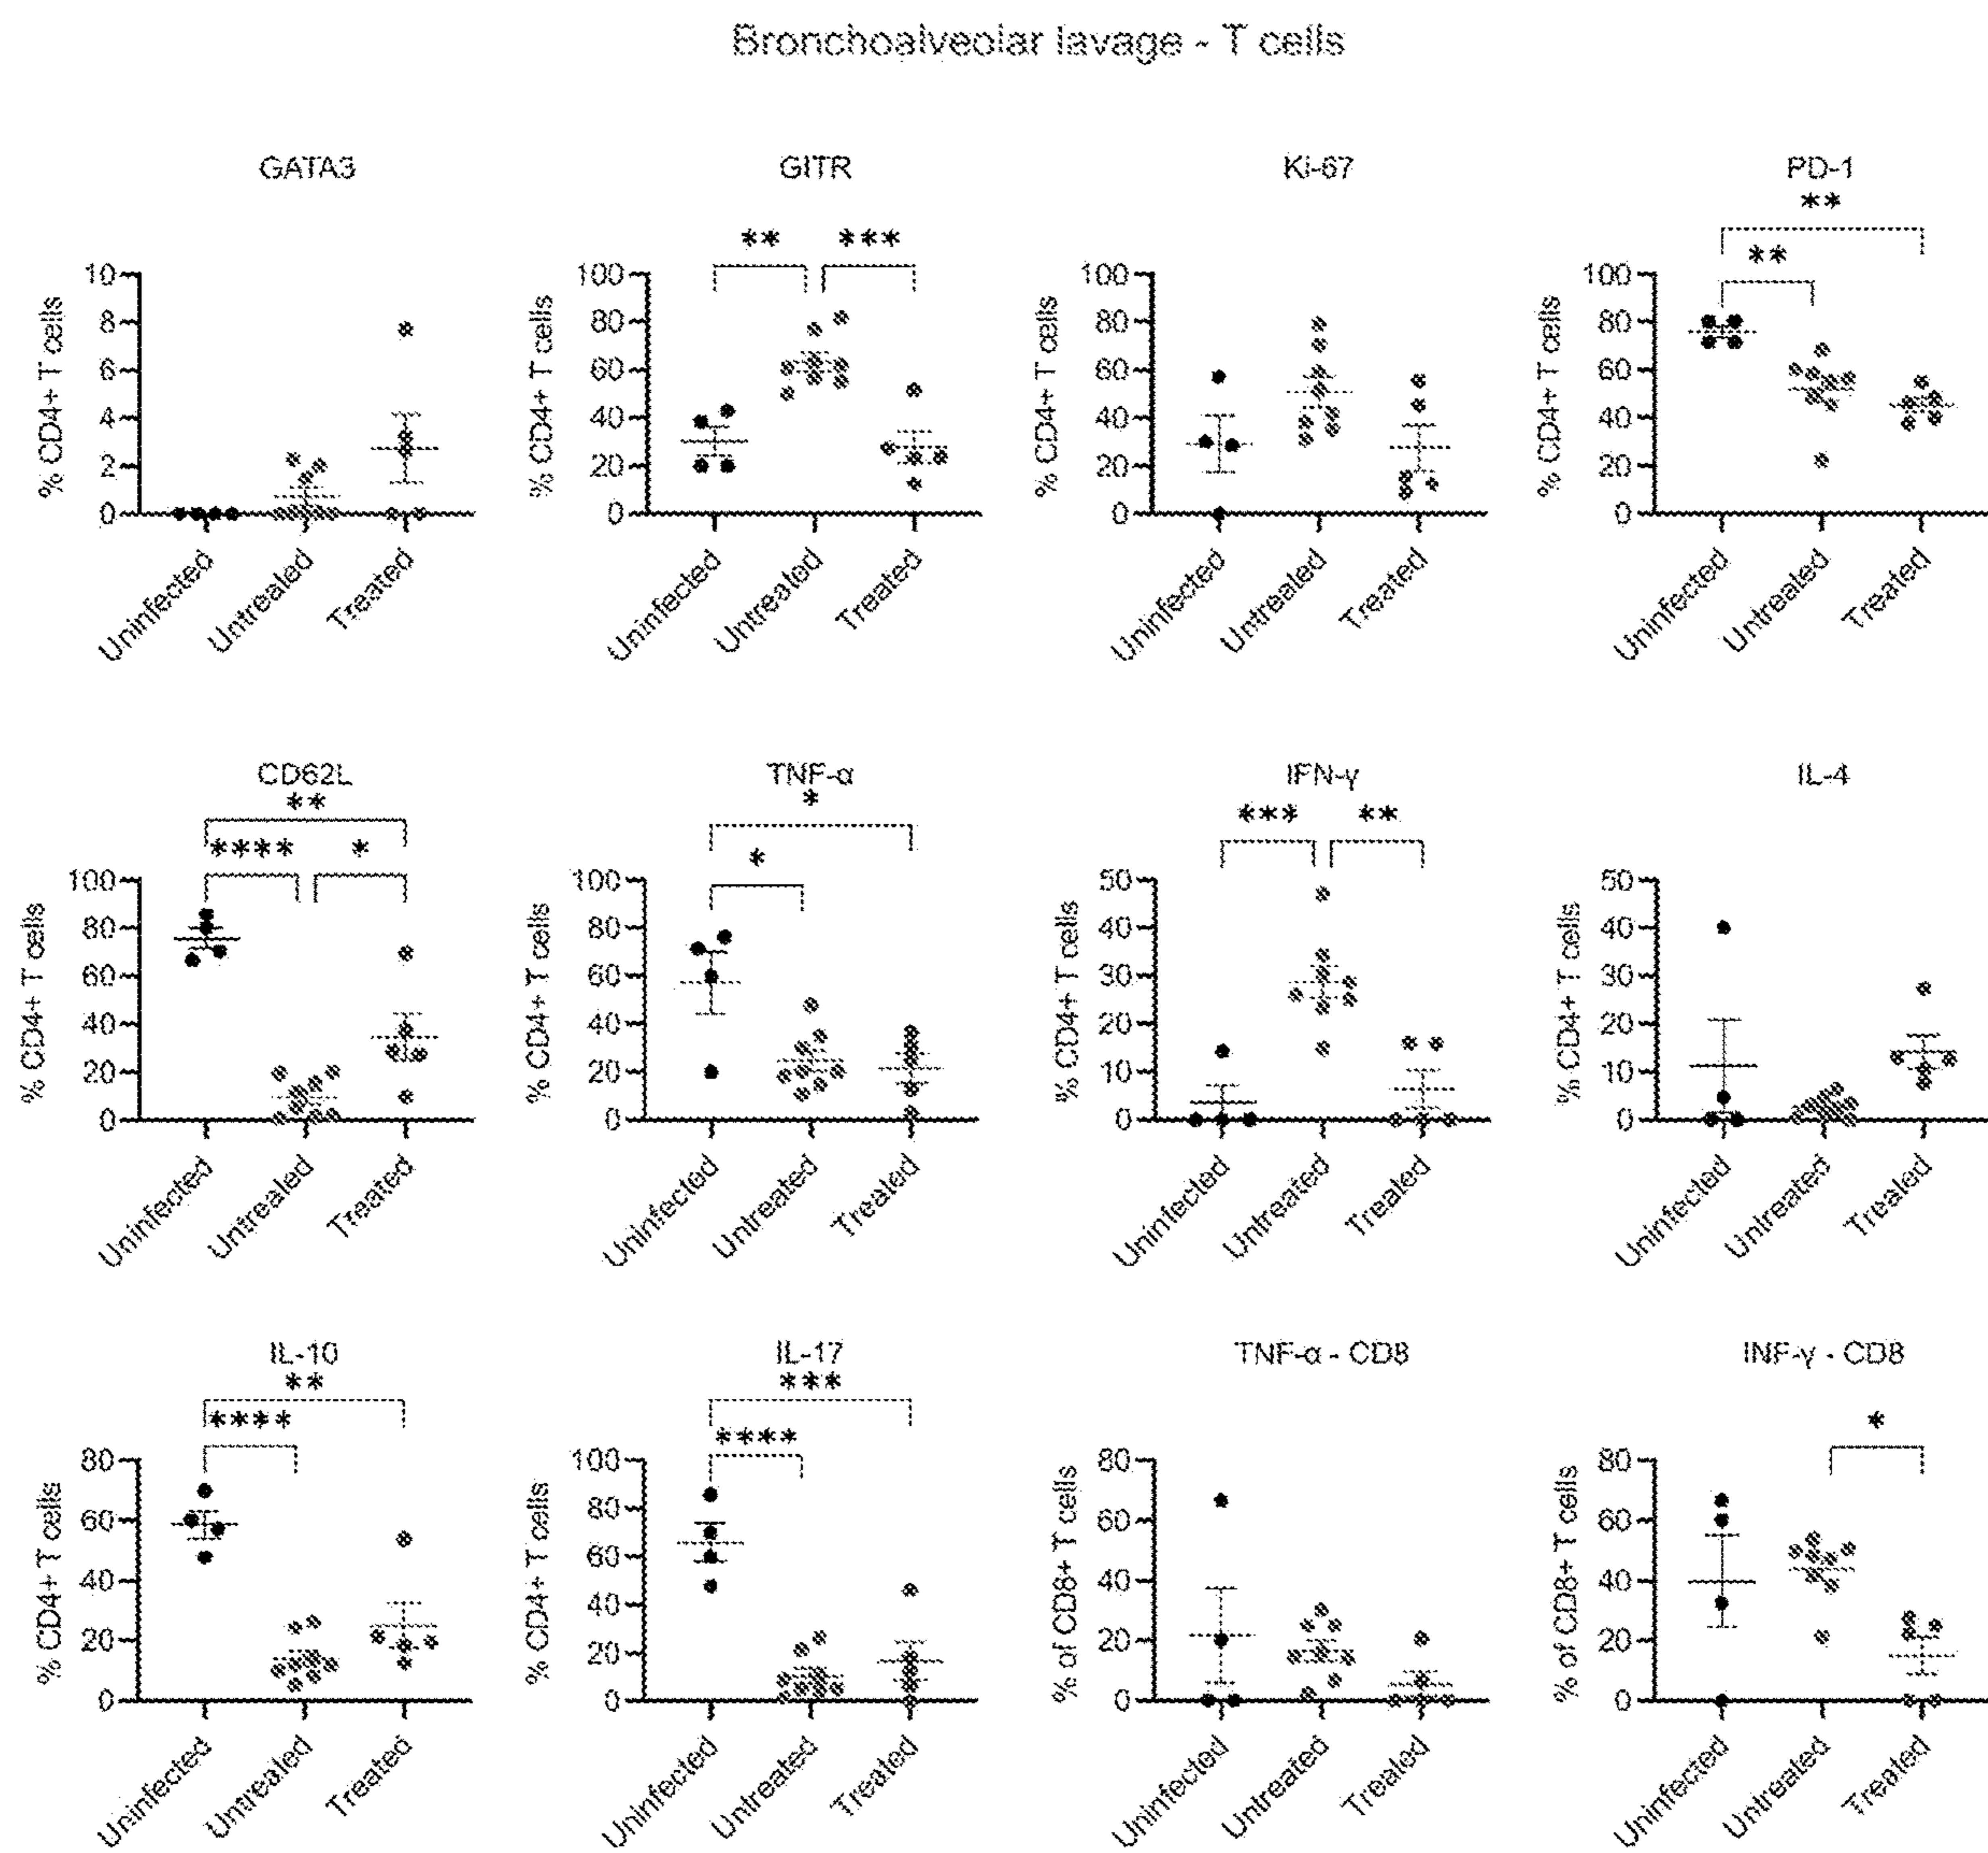 Bronchoalveolar lavage - T cells
GATA3
% CD4+ T cells
10
8
6
4
2
0
Uninfected
Untreated
Treated
GITR
** ***
% CD4+ T cells
100
80
60
40
20
0
Uninfected
Untreated
Treated
Ki-67
% CD4+ T cells
100
80
60
40
20
0
Uninfected
Untreated
Treated
PD-1
**
**
% CD4+ T cells
100
80
60
40
20
0
Uninfected
Untreated
Treated
CD62L
**
**** *
% CD4+ T cells
100
80
60
40
20
0
Uninfected
Untreated
Treated
TNF-α
*
*
% CD4+ T cells
100
80
60
40
20
0
Uninfected
Untreated
Treated
IFN-γ
*** **
% CD4+ T cells
50
40
30
20
10
0
Uninfected
Untreated
Treated
IL-4
% CD4+ T cells
50
40
30
20
10
0
Uninfected
Untreated
Treated
IL-10
**
****
% CD4+ T cells
80
60
40
20
0
Uninfected
Untreated
Treated
IL-17
***
****
% CD4+ T cells
100
80
60
40
20
0
Uninfected
Untreated
Treated
TNF-α - CD8
% of CD8+ T cells
80
60
40
20
0
Uninfected
Untreated
Treated
INF-γ - CD8
*
% of CD8+ T cells
80
60
40
20
0
Uninfected
Untreated
Treated